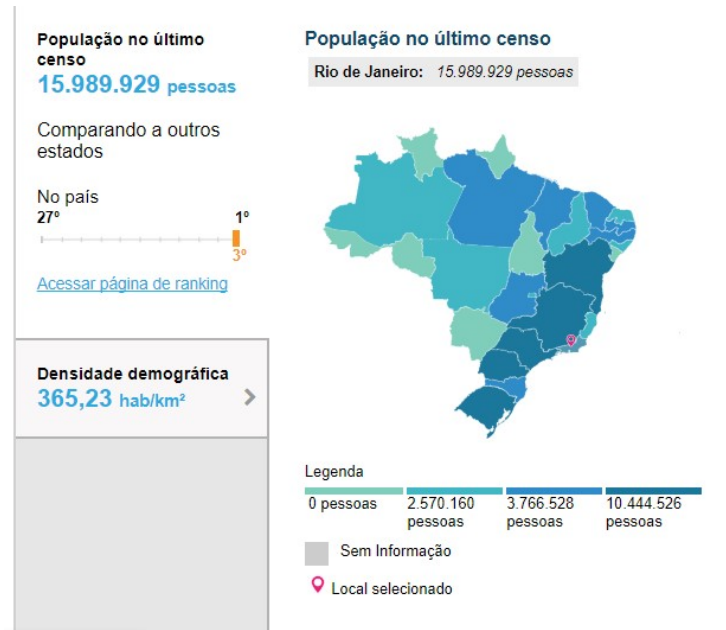 População no último
censo
15.989.929 pessoas
Comparando a outros
estados
No país
27º 1º
3º
Acessar página de ranking
Densidade demográfica
365,23 hab/km²
População no último censo
Rio de Janeiro: 15.989.929 pessoas
Legenda
0 pessoas 2.570.160 3.766.528 10.444.526
pessoas pessoas pessoas
Sem Informação
Local selecionado